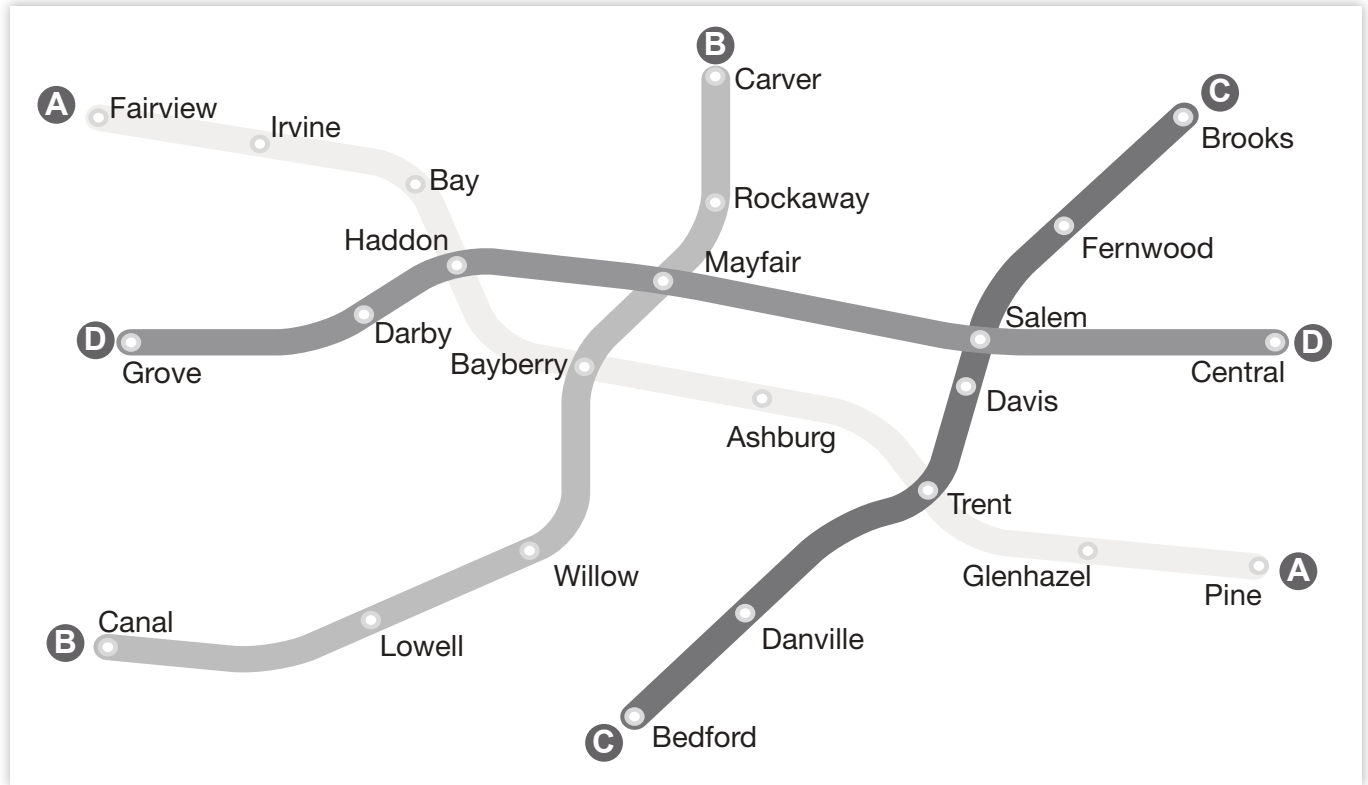 B
Carver
C
Brooks
A
Fairview
Irvine
Bay
Rockaway
Haddon
Mayfair
Fernwood
Salem
D
Grove
Darby
D
Central
Bayberry
Davis
Ashburg
Trent
Willow
Glenhazel
A
Pine
Canal
B
Lowell
Danville
C
Bedford